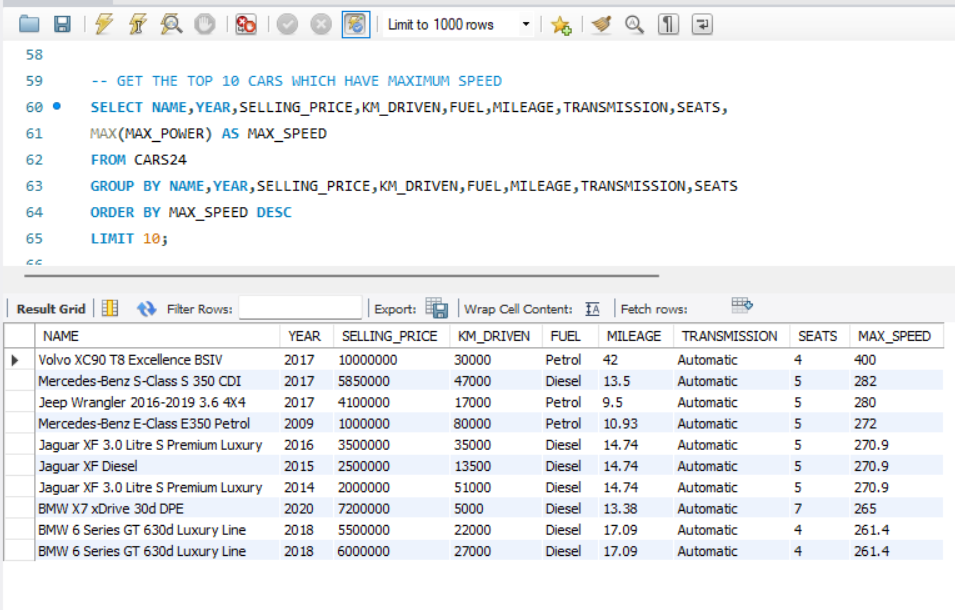 Limit to 1000 rows
58
59 -- GET THE TOP 10 CARS WHICH HAVE MAXIMUM SPEED
60 SELECT NAME,YEAR,SELLING_PRICE,KM_DRIVEN,FUEL,MILEAGE,TRANSMISSION,SEATS,
61 MAX(MAX_POWER) AS MAX_SPEED
62 FROM CARS24
63 GROUP BY NAME,YEAR,SELLING_PRICE,KM_DRIVEN,FUEL,MILEAGE,TRANSMISSION,SEATS
64 ORDER BY MAX_SPEED DESC
65 LIMIT 10;
66
Result Grid Filter Rows: Export: Wrap Cell Content: IA Fetch rows:
NAME YEAR SELLING_PRICE KM_DRIVEN FUEL MILEAGE TRANSMISSION SEATS MAX_SPEED
Volvo XC90 T8 Excellence BSIV 2017 10000000 30000 Petrol 42 Automatic 4 400
Mercedes-Benz S-Class S 350 CDI 2017 5850000 47000 Diesel 13.5 Automatic 5 282
Jeep Wrangler 2016-2019 3.6 4X4 2017 4100000 17000 Petrol 9.5 Automatic 5 280
Mercedes-Benz E-Class E350 Petrol 2009 1000000 80000 Petrol 10.93 Automatic 5 272
Jaguar XF 3.0 Litre S Premium Luxury 2016 3500000 35000 Diesel 14.74 Automatic 5 270.9
Jaguar XF Diesel 2015 2500000 13500 Diesel 14.74 Automatic 5 270.9
Jaguar XF 3.0 Litre S Premium Luxury 2014 2000000 51000 Diesel 14.74 Automatic 5 270.9
BMW X7 xDrive 30d DPE 2020 7200000 5000 Diesel 13.38 Automatic 7 265
BMW 6 Series GT 630d Luxury Line 2018 5500000 22000 Diesel 17.09 Automatic 4 261.4
BMW 6 Series GT 630d Luxury Line 2018 6000000 27000 Diesel 17.09 Automatic 4 261.4